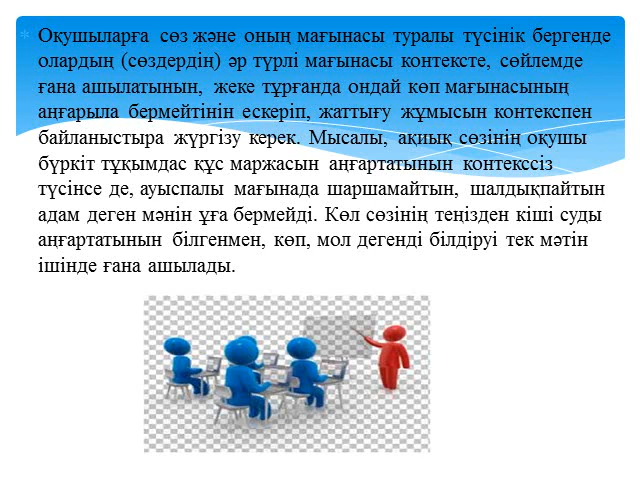 Оқушыларға сөз және оның мағынасы туралы түсінік бергенде
олардың (сөздердің) әр түрлі мағынасы контексте, сөйлемде
ғана ашылатынын, жеке тұрғанда ондай көп мағынасының
аңғарыла бермейтінін ескеріп, жаттығу жұмысын контекспен
байланыстыра жүргізу керек. Мысалы, ақиық сөзінің оқушы
бүркіт тұқымдас құс маржасын аңғартатынын контекссіз
түсінсе де, ауыспалы мағынада шаршамайтын, шалдықпайтын
адам деген мәнін ұға бермейді. Көл сөзінің теңізден кіші суды
аңғартатынын білгенмен, көп, мол дегенді білдіруі тек мәтін
ішінде ғана ашылады.